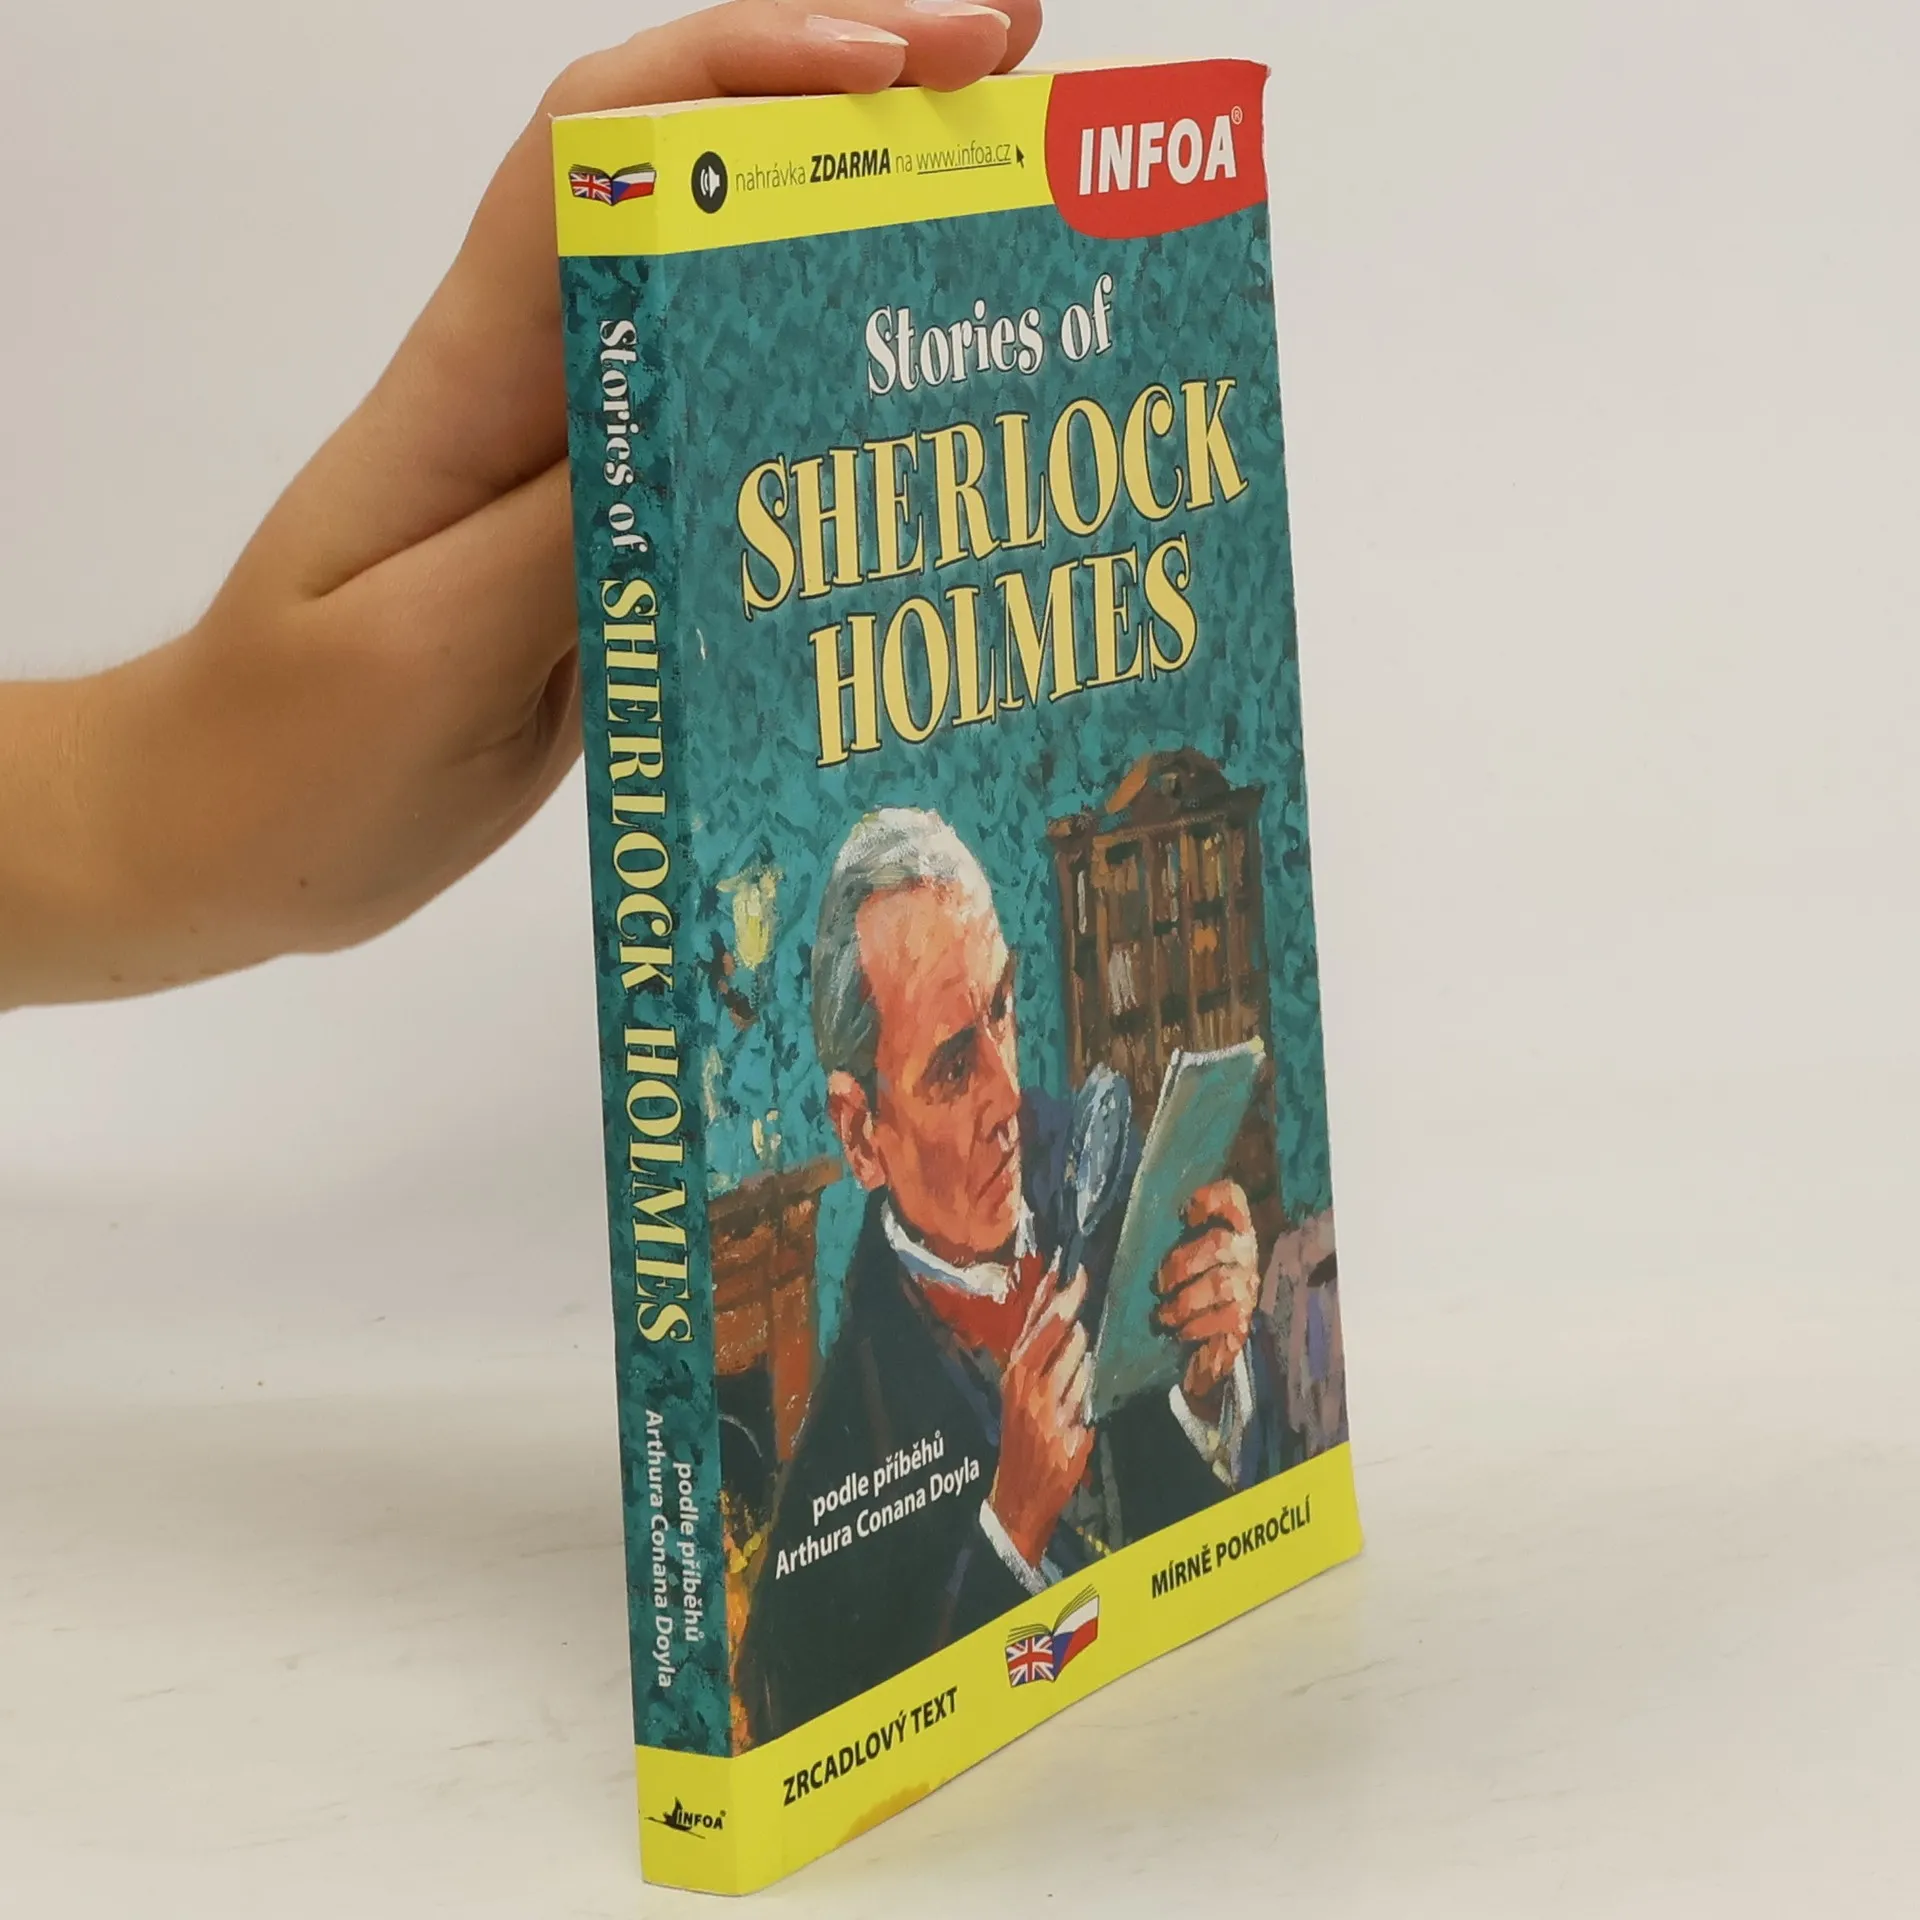 nahrávka ZDARMA na www.infoa.cz
INFOA®
Stories of
SHERLOCK
HOLMES
podle příběhů
Arthura Conana Doyla
ZRCADLOVÝ TEXT
MÍRNĚ POKROČILÍ
Stories of SHERLOCK HOLMES
podle příběhů
Arthura Conana Doyla
INFOA®